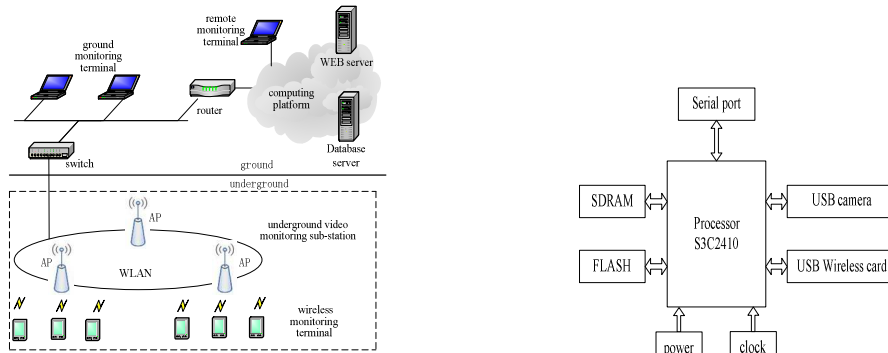 remote
monitoring
terminal
ground
monitoring
terminal
WEB server
computing
platform
router
Database
server
switch
ground
underground
AP
underground video
monitoring sub-station
AP
AP
WLAN
wireless
monitoring
terminal
Serial port
SDRAM
Processor
S3C2410
USB camera
FLASH
USB Wireless card
power
clock